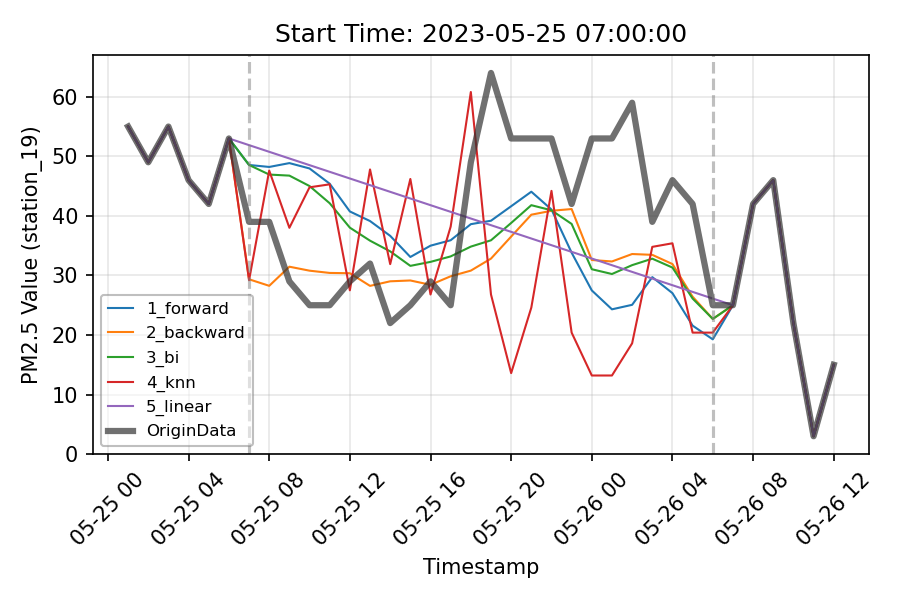 Start Time: 2023-05-25 07:00:00
PM2.5 Value (station_19)
60
50
40
30
20
10
0
1_forward
2_backward
3_bi
4_knn
5_linear
OriginData
05-25 00
05-25 04
05-25 08
05-25 12
05-25 16
05-25 20
05-26 00
05-26 04
05-26 08
05-26 12
Timestamp